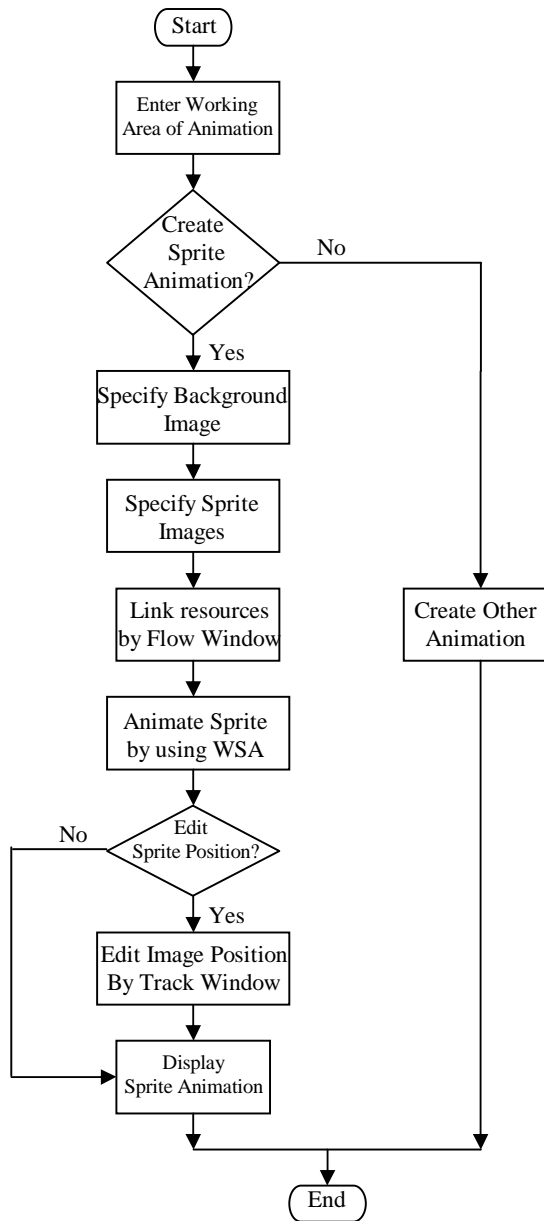 Start
Enter Working
Area of Animation
Create
Sprite
Animation?
No
Yes
Specify Background
Image
Specify Sprite
Images
Link resources
by Flow Window
Create Other
Animation
Animate Sprite
by using WSA
Edit
Sprite Position?
No
Yes
Edit Image Position
By Track Window
Display
Sprite Animation
End